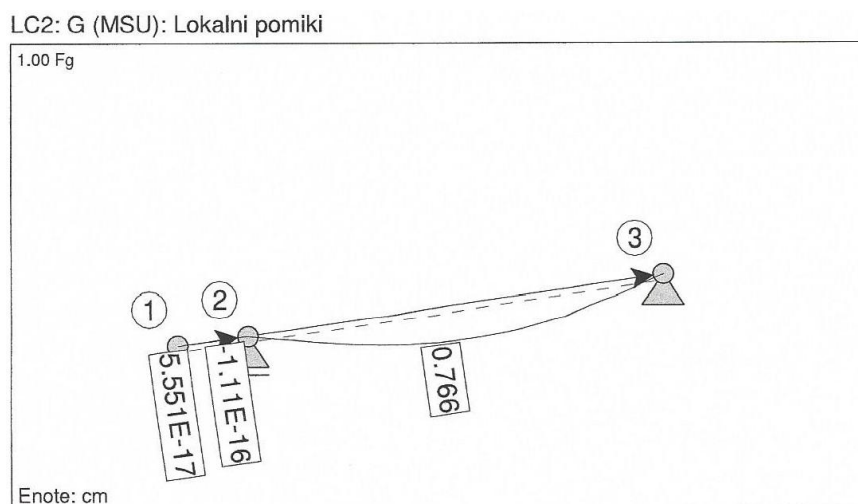 LC2: G (MSU): Lokalni pomiki
1.00 Fg
3
2
1
5.551E-17
-1.11E-16
0.766
Enote: cm